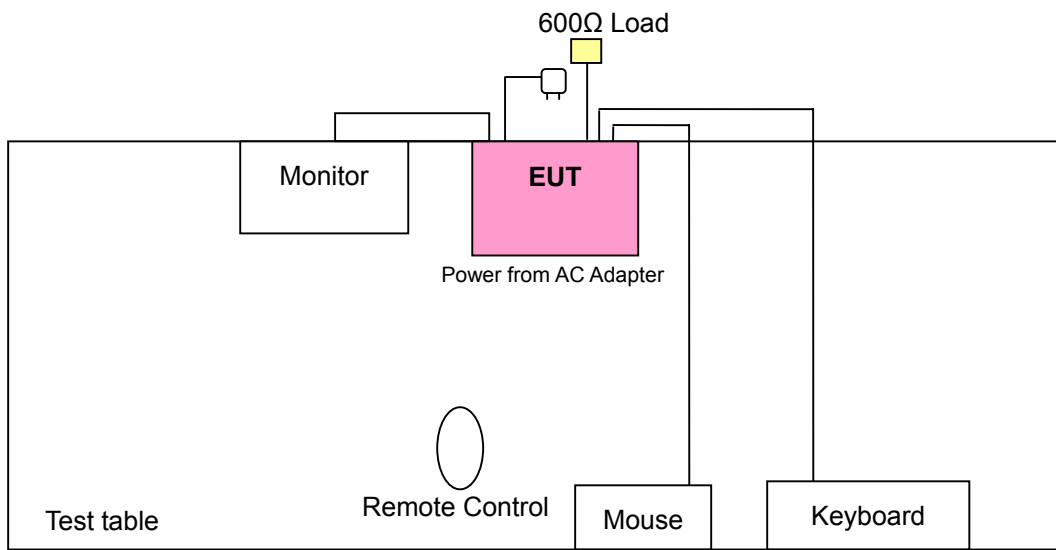 600Ω Load
Monitor
EUT
Power from AC Adapter
Remote Control
Test table
Mouse
Keyboard